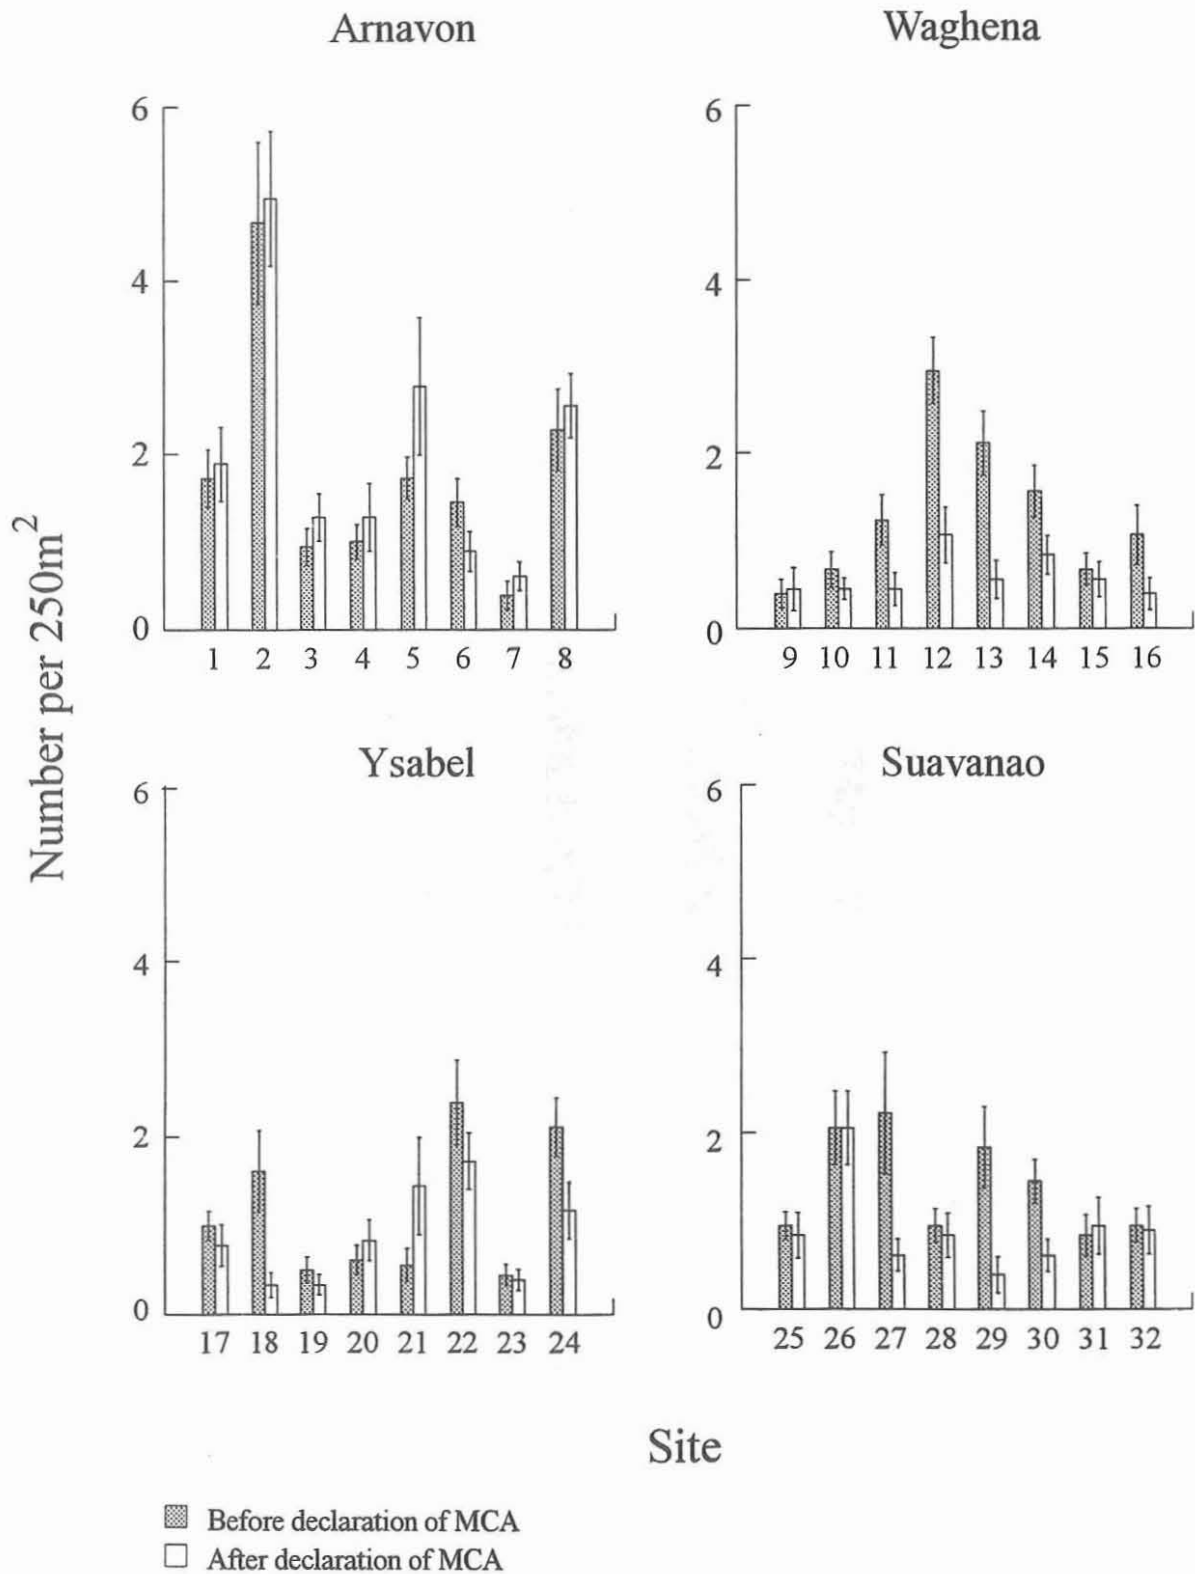 Arnavon
Waghena
6
4
2
0
1 2 3 4 5 6 7 8
6
4
2
0
9 10 11 12 13 14 15 16
Number per 250m²
Ysabel
Suavanao
6
4
2
0
17 18 19 20 21 22 23 24
6
4
2
0
25 26 27 28 29 30 31 32
Site
Before declaration of MCA
After declaration of MCA